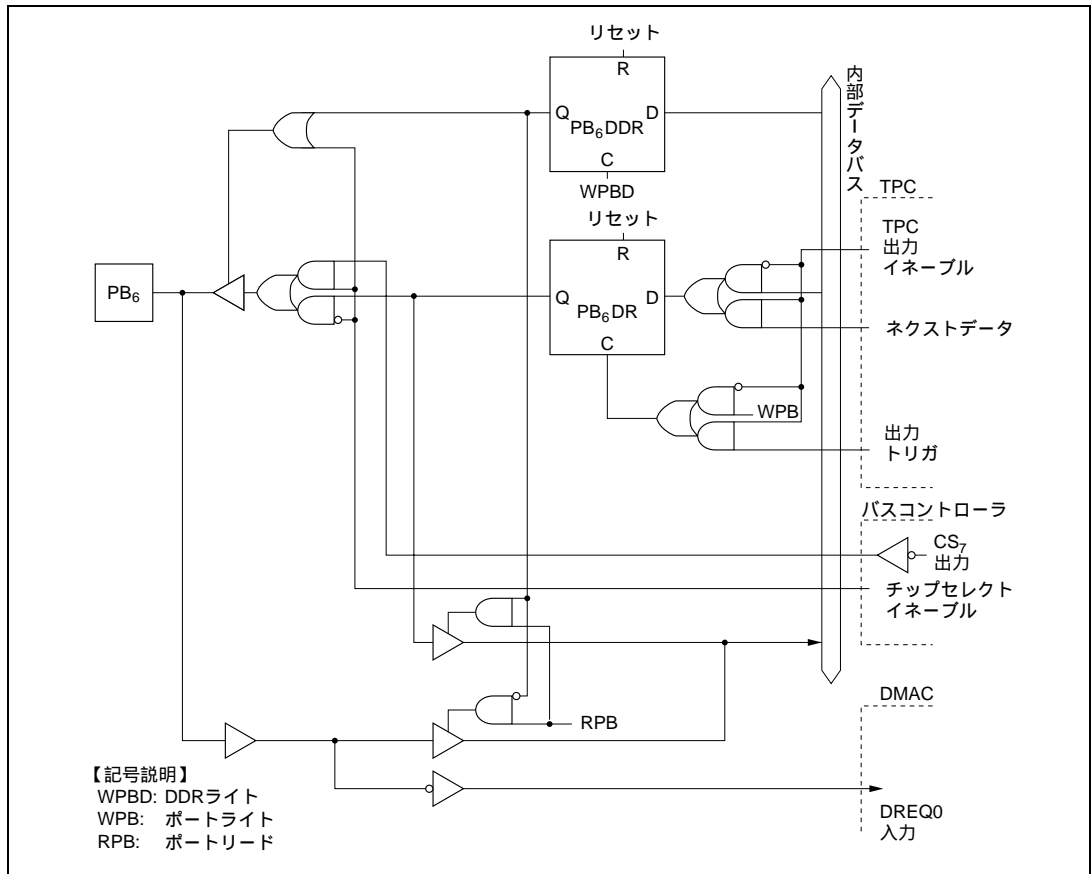 リセット
R
Q
PB6DDR
D
C
WPBD
内部データバス
TPC
リセット
R
Q
PB6DR
D
C
TPC
出力
イネーブル
PB6
ネクストデータ
WPB
出力
トリガ
バスコントローラ
CS7
出力
チップセレクト
イネーブル
RPB
DMAC
DREQ0
入力
【記号説明】
WPBD: DDRライト
WPB: ポートライト
RPB: ポートリード